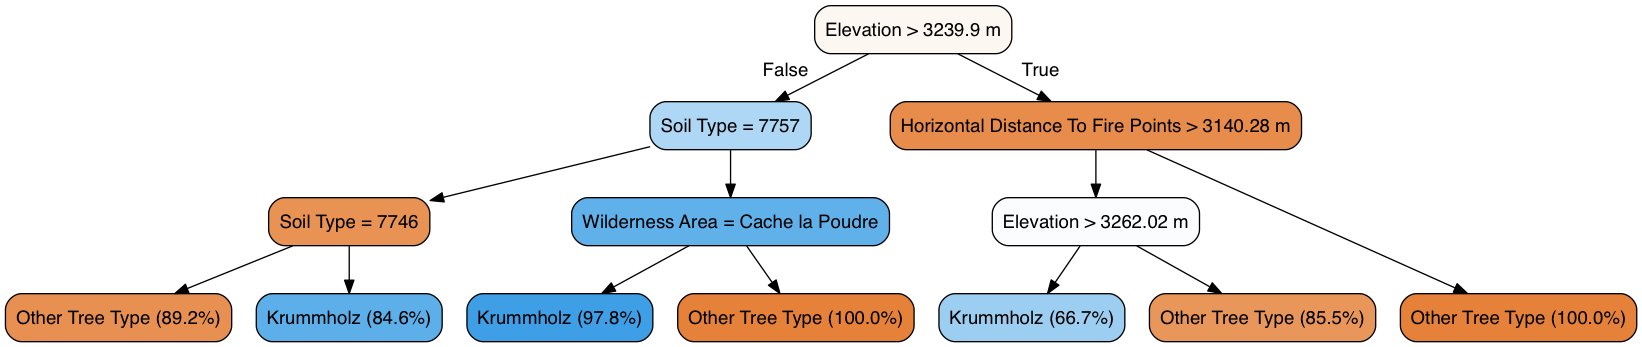 Elevation > 3239.9 m
False
True
Soil Type = 7757
Horizontal Distance To Fire Points > 3140.28 m
Soil Type = 7746
Wilderness Area = Cache la Poudre
Elevation > 3262.02 m
Other Tree Type (89.2%)
Krummholz (84.6%)
Krummholz (97.8%)
Other Tree Type (100.0%)
Krummholz (66.7%)
Other Tree Type (85.5%)
Other Tree Type (100.0%)